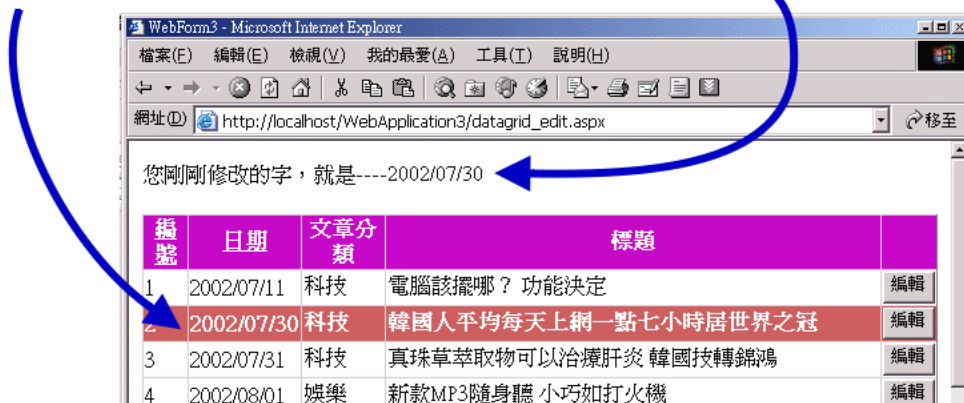 WebForm3 - Microsoft Internet Explorer
檔案(F) 編輯(E) 檢視(V) 我的最愛(A) 工具(T) 說明(H)
網址(D) http://localhost/WebApplication3/datagrid_edit.aspx 移至
您剛剛修改的字，就是----2002/07/30
編號 日期 文章分類 標題
1 2002/07/11 科技 電腦該擺哪？ 功能決定 編輯
2 2002/07/30 科技 韓國人平均每天上網一點七小時居世界之冠 編輯
3 2002/07/31 科技 真珠草萃取物可以治療肝炎 韓國技轉錦鴻 編輯
4 2002/08/01 娛樂 新款MP3隨身聽 小巧如打火機 編輯